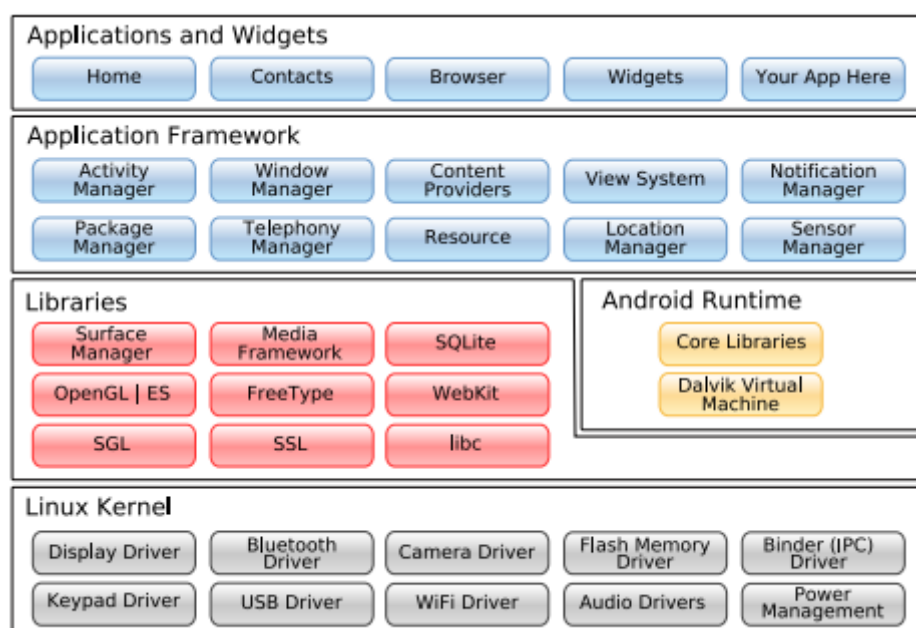 Applications and Widgets
Home
Contacts
Browser
Widgets
Your App Here
Application Framework
Activity
Manager
Window
Manager
Content
Providers
View System
Notification
Manager
Package
Manager
Telephony
Manager
Resource
Location
Manager
Sensor
Manager
Libraries
Surface
Manager
Media
Framework
SQLite
OpenGL | ES
FreeType
WebKit
SGL
SSL
libc
Android Runtime
Core Libraries
Dalvik Virtual
Machine
Linux Kernel
Display Driver
Bluetooth
Driver
Camera Driver
Flash Memory
Driver
Binder (IPC)
Driver
Keypad Driver
USB Driver
WiFi Driver
Audio Drivers
Power
Management